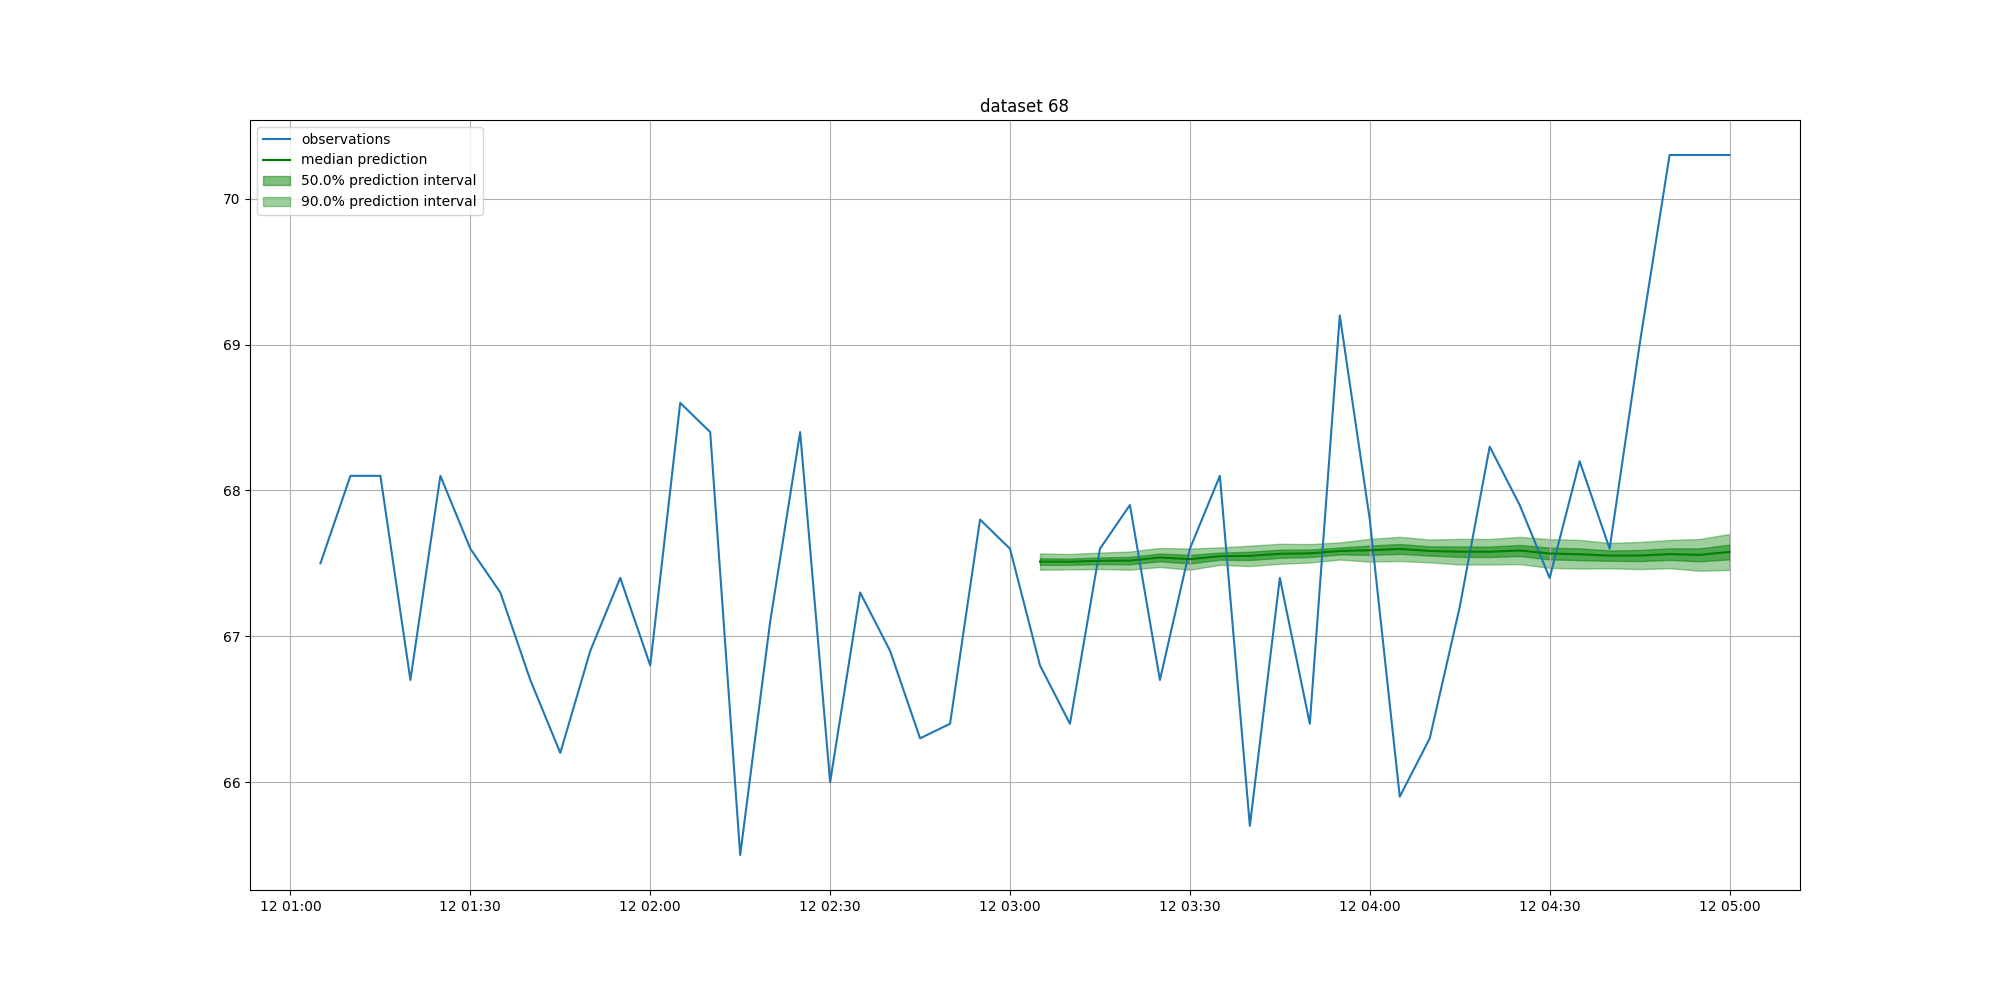 dataset 68
observations
median prediction
50.0% prediction interval
90.0% prediction interval
70
69
68
67
66
12 01:00 12 01:30 12 02:00 12 02:30 12 03:00 12 03:30 12 04:00 12 04:30 12 05:00